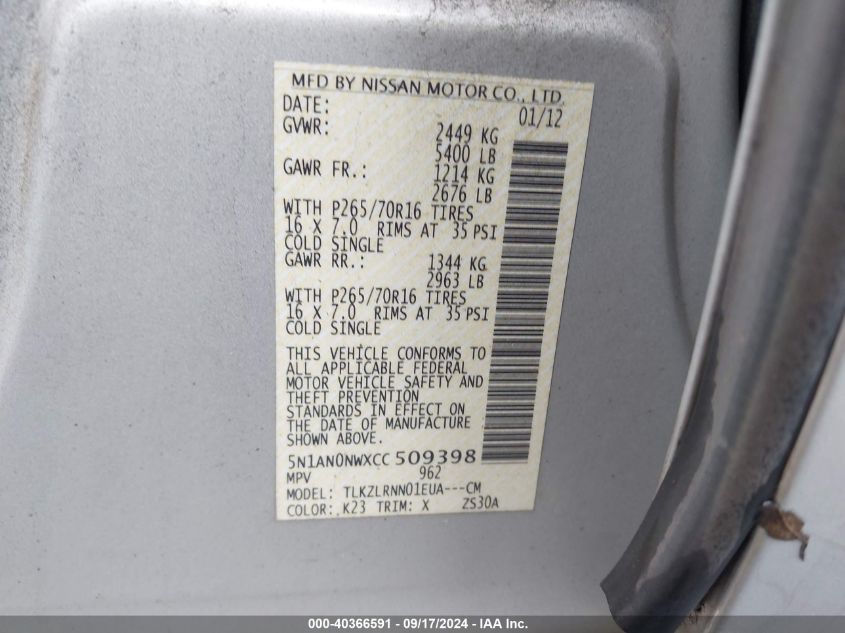 MFD BY NISSAN MOTOR CO., LTD.
DATE: 01/12
GVWR: 2449 KG
5400 LB
GAWR FR.: 1214 KG
2676 LB
WITH P265/70R16 TIRES
16 X 7.0 RIMS AT 35 PSI
COLD SINGLE
GAWR RR.: 1344 KG
2963 LB
WITH P265/70R16 TIRES
16 X 7.0 RIMS AT 35 PSI
COLD SINGLE
THIS VEHICLE CONFORMS TO
ALL APPLICABLE FEDERAL
MOTOR VEHICLE SAFETY AND
THEFT PREVENTION
STANDARDS IN EFFECT ON
THE DATE OF MANUFACTURE
SHOWN ABOVE.
5N1AN0NWXCC 509398
MPV 962
MODEL: TLKZLRNN01EUA---CM
COLOR: K23 TRIM: X ZS30A
000-40366591 - 09/17/2024 - IAA Inc.